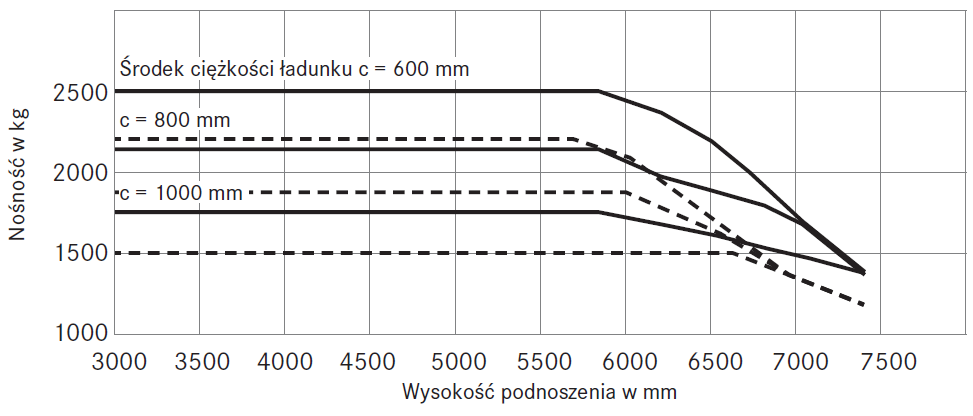 Środek ciężkości ładunku c = 600 mm
2500
c = 800 mm
2000
c = 1000 mm
1500
1000
Nośność w kg
3000 3500 4000 4500 5000 5500 6000 6500 7000 7500
Wysokość podnoszenia w mm